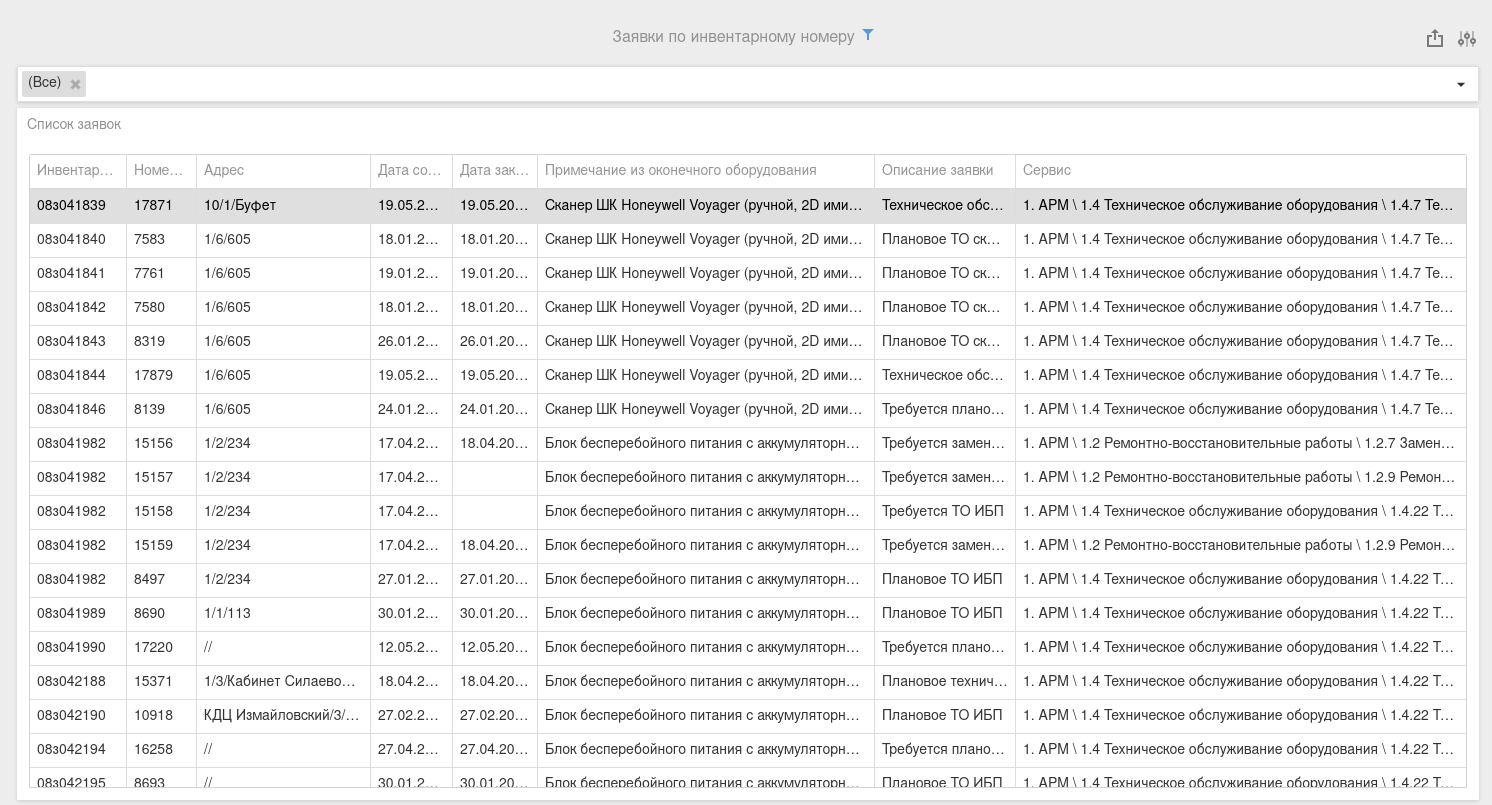 Заявки по инвентарному номеру
(Все)
Список заявок
Инвентар… Номе… Адрес Дата со… Дата зак… Примечание из оконечного оборудования Описание заявки Сервис
08з041839 17871 10/1/Буфет 19.05.2… 19.05.20… Сканер ШК Honeywell Voyager (ручной, 2D ими… Техническое обс… 1. АРМ \ 1.4 Техническое обслуживание оборудования \ 1.4.7 Те…
08з041840 7583 1/6/605 18.01.2… 18.01.20… Сканер ШК Honeywell Voyager (ручной, 2D ими… Плановое ТО ск… 1. АРМ \ 1.4 Техническое обслуживание оборудования \ 1.4.7 Те…
08з041841 7761 1/6/605 19.01.2… 19.01.20… Сканер ШК Honeywell Voyager (ручной, 2D ими… Плановое ТО ск… 1. АРМ \ 1.4 Техническое обслуживание оборудования \ 1.4.7 Те…
08з041842 7580 1/6/605 18.01.2… 18.01.20… Сканер ШК Honeywell Voyager (ручной, 2D ими… Плановое ТО ск… 1. АРМ \ 1.4 Техническое обслуживание оборудования \ 1.4.7 Те…
08з041843 8319 1/6/605 26.01.2… 26.01.20… Сканер ШК Honeywell Voyager (ручной, 2D ими… Плановое ТО ск… 1. АРМ \ 1.4 Техническое обслуживание оборудования \ 1.4.7 Те…
08з041844 17879 1/6/605 19.05.2… 19.05.20… Сканер ШК Honeywell Voyager (ручной, 2D ими… Техническое обс… 1. АРМ \ 1.4 Техническое обслуживание оборудования \ 1.4.7 Те…
08з041846 8139 1/6/605 24.01.2… 24.01.20… Сканер ШК Honeywell Voyager (ручной, 2D ими… Требуется плано… 1. АРМ \ 1.4 Техническое обслуживание оборудования \ 1.4.7 Те…
08з041982 15156 1/2/234 17.04.2… 18.04.20… Блок бесперебойного питания с аккумуляторн… Требуется замен… 1. АРМ \ 1.2 Ремонтно-восстановительные работы \ 1.2.7 Замен…
08з041982 15157 1/2/234 17.04.2… Блок бесперебойного питания с аккумуляторн… Требуется замен… 1. АРМ \ 1.2 Ремонтно-восстановительные работы \ 1.2.9 Ремон…
08з041982 15158 1/2/234 17.04.2… Блок бесперебойного питания с аккумуляторн… Требуется ТО ИБП 1. АРМ \ 1.4 Техническое обслуживание оборудования \ 1.4.22 Т…
08з041982 15159 1/2/234 17.04.2… 18.04.20… Блок бесперебойного питания с аккумуляторн… Требуется замен… 1. АРМ \ 1.2 Ремонтно-восстановительные работы \ 1.2.9 Ремон…
08з041982 8497 1/2/234 27.01.2… 27.01.20… Блок бесперебойного питания с аккумуляторн… Плановое ТО ИБП 1. АРМ \ 1.4 Техническое обслуживание оборудования \ 1.4.22 Т…
08з041989 8690 1/1/113 30.01.2… 30.01.20… Блок бесперебойного питания с аккумуляторн… Плановое ТО ИБП 1. АРМ \ 1.4 Техническое обслуживание оборудования \ 1.4.22 Т…
08з041990 17220 // 12.05.2… 12.05.20… Блок бесперебойного питания с аккумуляторн… Требуется плано… 1. АРМ \ 1.4 Техническое обслуживание оборудования \ 1.4.22 Т…
08з042188 15371 1/3/Кабинет Силаево… 18.04.2… 18.04.20… Блок бесперебойного питания с аккумуляторн… Плановое технич… 1. АРМ \ 1.4 Техническое обслуживание оборудования \ 1.4.22 Т…
08з042190 10918 КДЦ Измайловский/3/… 27.02.2… 27.02.20… Блок бесперебойного питания с аккумуляторн… Плановое ТО ИБП 1. АРМ \ 1.4 Техническое обслуживание оборудования \ 1.4.22 Т…
08з042194 16258 // 27.04.2… 27.04.20… Блок бесперебойного питания с аккумуляторн… Требуется плано… 1. АРМ \ 1.4 Техническое обслуживание оборудования \ 1.4.22 Т…
08з042195 8693 // 30.01.2… 30.01.20… Блок бесперебойного питания с аккумуляторн… Плановое ТО ИБП 1. АРМ \ 1.4 Техническое обслуживание оборудования \ 1.4.22 Т…